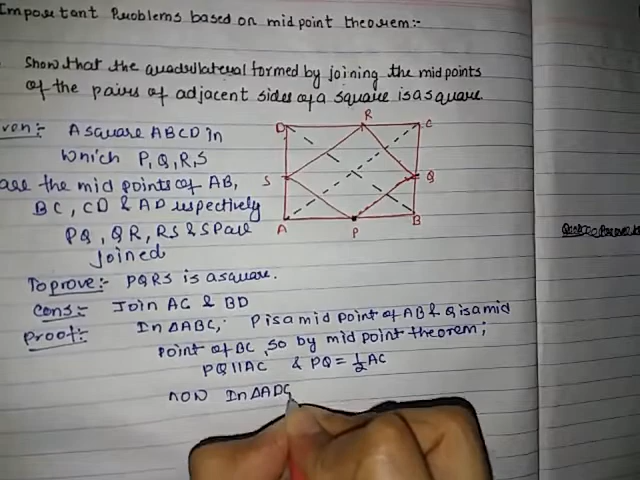 Important Problems based on mid point theorem:-
Show that the quadrilateral formed by joining the midpoints
of the pairs of adjacent sides of a square is a square.
ven:- A square ABCD in
which P, Q, R, S
are the mid points of AB,
BC, CD & AD respectively
PQ, QR, RS & SP are
joined
To prove:- PQRS is a square.
Cons:- Join AC & BD
Proof:- In ΔABC, P is a mid point of AB & Q is a mid
point of BC, so by mid point theorem;
PQ || AC & PQ = 1/2 AC
now In ΔADC
D R C
S Q
A P B